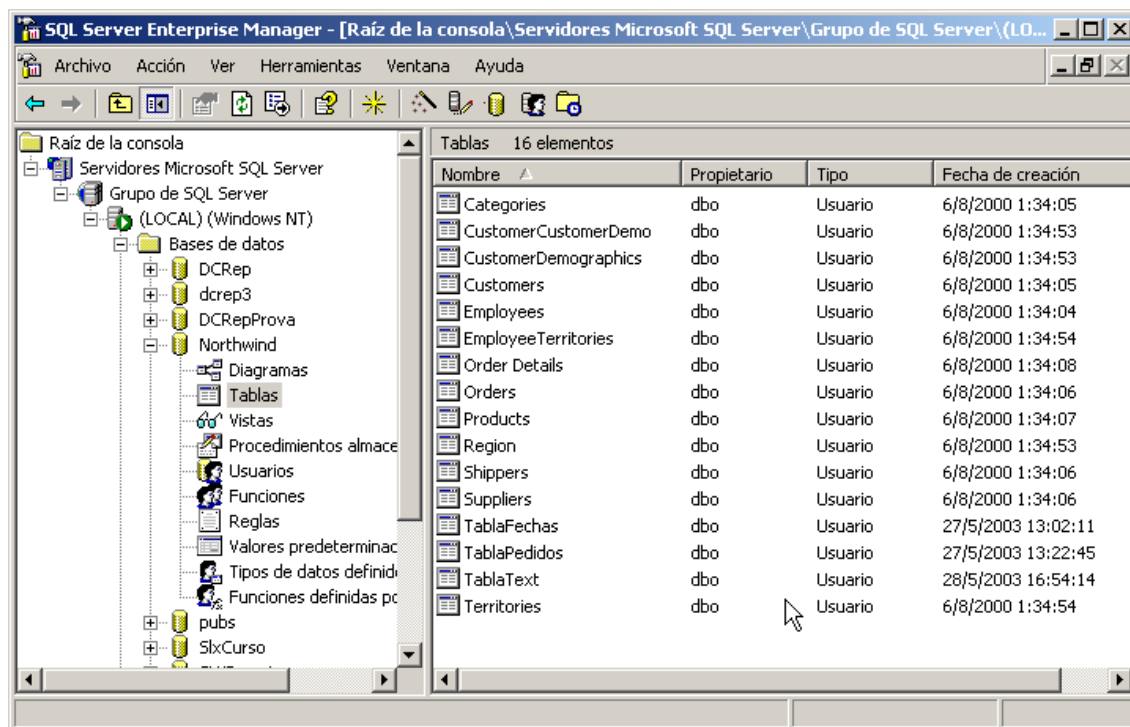 SQL Server Enterprise Manager - [Raíz de la consola\Servidores Microsoft SQL Server\Grupo de SQL Server\(LO...
Archivo Acción Ver Herramientas Ventana Ayuda
Raíz de la consola
Servidores Microsoft SQL Server
Grupo de SQL Server
(LOCAL) (Windows NT)
Bases de datos
DCRep
dcrep3
DCRepProva
Northwind
Diagramas
Tablas
Vistas
Procedimientos almace
Usuarios
Funciones
Reglas
Valores predeterminac
Tipos de datos definid
Funciones definidas po
pubs
SlxCurso
Tablas 16 elementos
Nombre Propietario Tipo Fecha de creación
Categories dbo Usuario 6/8/2000 1:34:05
CustomerCustomerDemo dbo Usuario 6/8/2000 1:34:53
CustomerDemographics dbo Usuario 6/8/2000 1:34:53
Customers dbo Usuario 6/8/2000 1:34:05
Employees dbo Usuario 6/8/2000 1:34:04
EmployeeTerritories dbo Usuario 6/8/2000 1:34:54
Order Details dbo Usuario 6/8/2000 1:34:08
Orders dbo Usuario 6/8/2000 1:34:06
Products dbo Usuario 6/8/2000 1:34:07
Region dbo Usuario 6/8/2000 1:34:53
Shippers dbo Usuario 6/8/2000 1:34:06
Suppliers dbo Usuario 6/8/2000 1:34:06
TablaFechas dbo Usuario 27/5/2003 13:02:11
TablaPedidos dbo Usuario 27/5/2003 13:22:45
TablaText dbo Usuario 28/5/2003 16:54:14
Territories dbo Usuario 6/8/2000 1:34:54